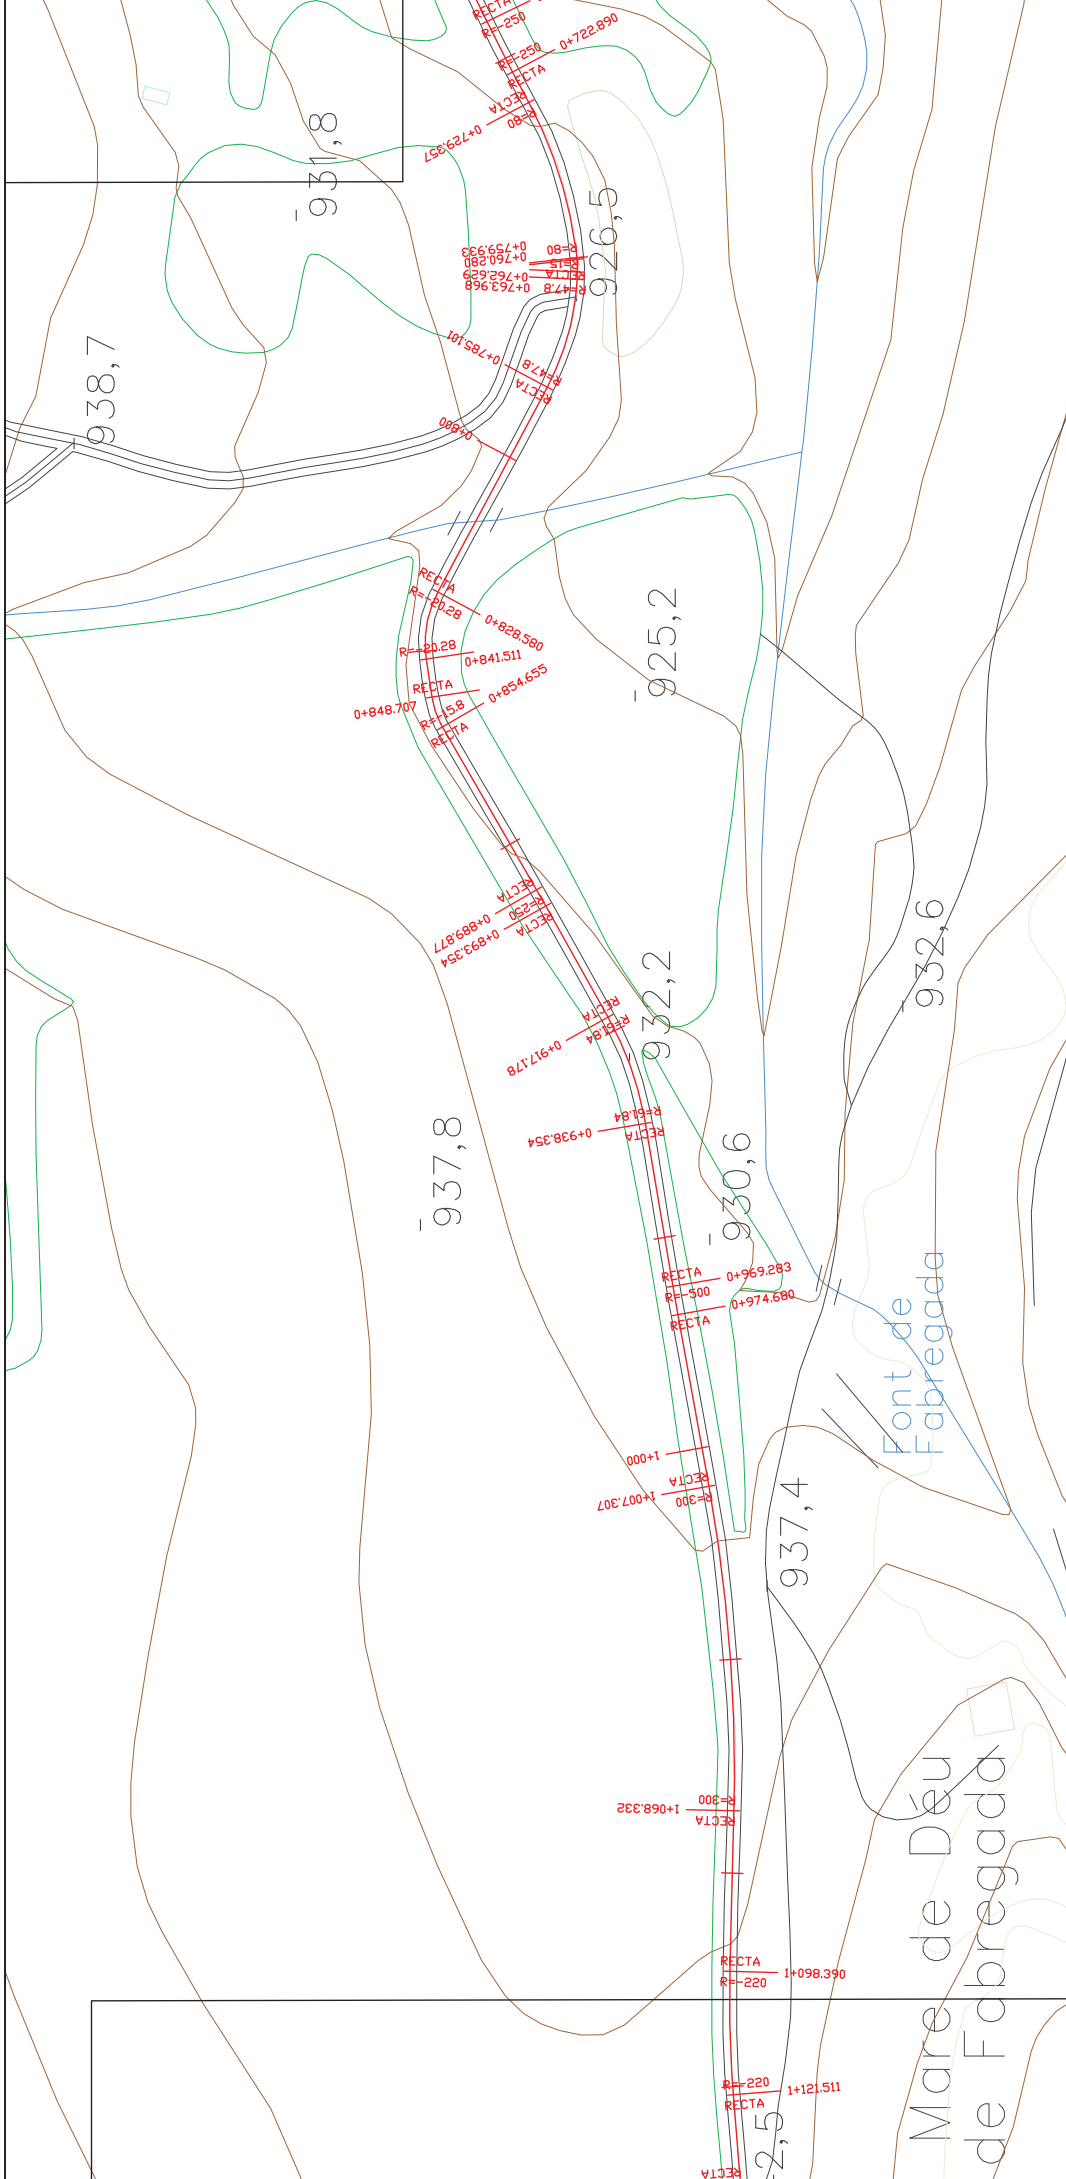 RECTA
R=-250
R=-250
0+722.890
RECTA
RECTA
0+729.357
R=80
931,8
926,5
0+759.933
R=80
0+760.280
R=15
RECTA
0+762.629
0+763.968
R=47.8
938,7
0+785.101
R=47.8
RECTA
0+800
RECTA
R=-20.28
0+828.580
R=-20.28
0+841.511
925,2
RECTA
0+848.707
0+854.655
R=-15.8
RECTA
RECTA
0+889.877
R=250
0+893.354
RECTA
932,6
932,2
RECTA
R=61.84
0+917.178
R=61.84
0+938.354
RECTA
937,8
930,6
RECTA
0+969.283
R=-500
0+974.680
RECTA
Font de
Fabregada
1+000
RECTA
1+007.307
R=300
937,4
R=300
1+068.332
RECTA
Mare de Déu
de Fabregada
RECTA
1+098.390
R=-220
R=-220
1+121.511
RECTA
2,5
RECTA